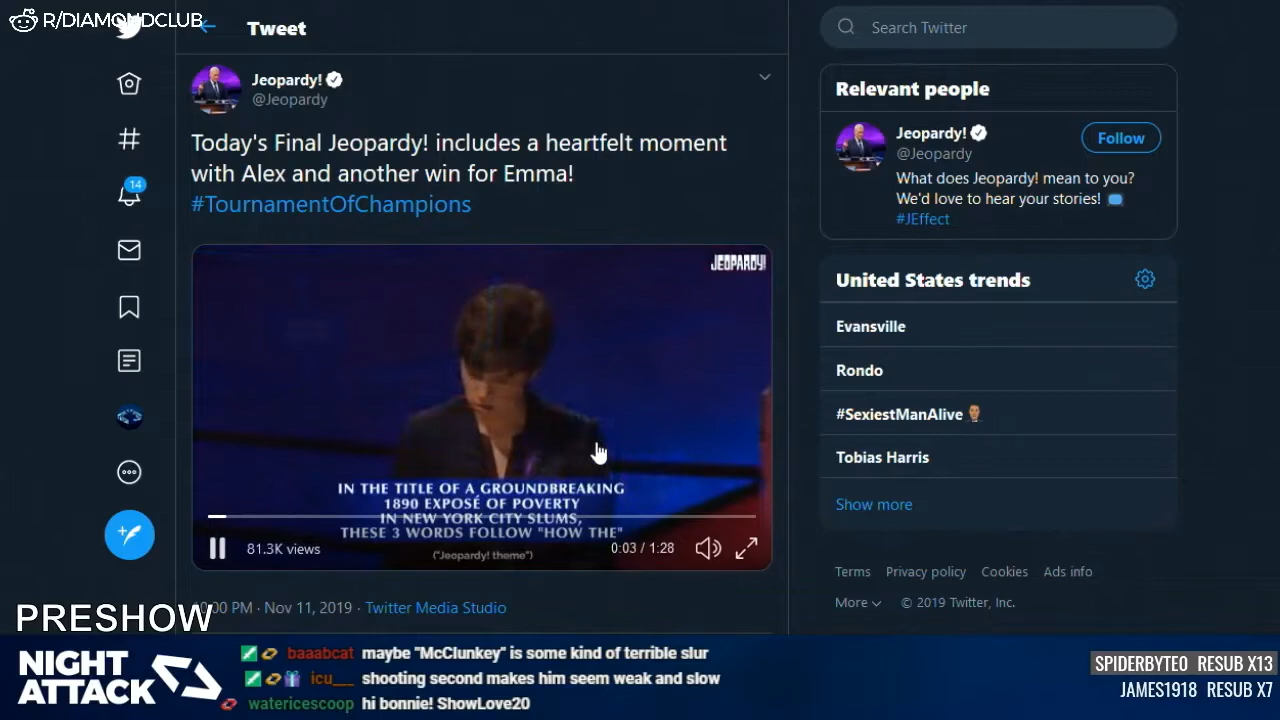 R/DIAMONDCLUB
Tweet
Search Twitter
Jeopardy!
@Jeopardy
Today's Final Jeopardy! includes a heartfelt moment
with Alex and another win for Emma!
#TournamentOfChampions
JEOPARDY!
IN THE TITLE OF A GROUNDBREAKING
1890 EXPOSÉ OF POVERTY
IN NEW YORK CITY SLUMS,
THESE 3 WORDS FOLLOW "HOW THE"
("Jeopardy! theme")
81.3K views
0:03 / 1:28
PM · Nov 11, 2019 · Twitter Media Studio
14
Relevant people
Jeopardy!
@Jeopardy
Follow
What does Jeopardy! mean to you?
We'd love to hear your stories!
#JEffect
United States trends
Evansville
Rondo
#SexiestManAlive
Tobias Harris
Show more
Terms Privacy policy Cookies Ads info
More © 2019 Twitter, Inc.
PRESHOW
NIGHT
ATTACK
baaabcat maybe "McClunkey" is some kind of terrible slur
icu___ shooting second makes him seem weak and slow
watericescoop hi bonnie! ShowLove20
SPIDERBYTE0 RESUB X13
JAMES1918 RESUB X7